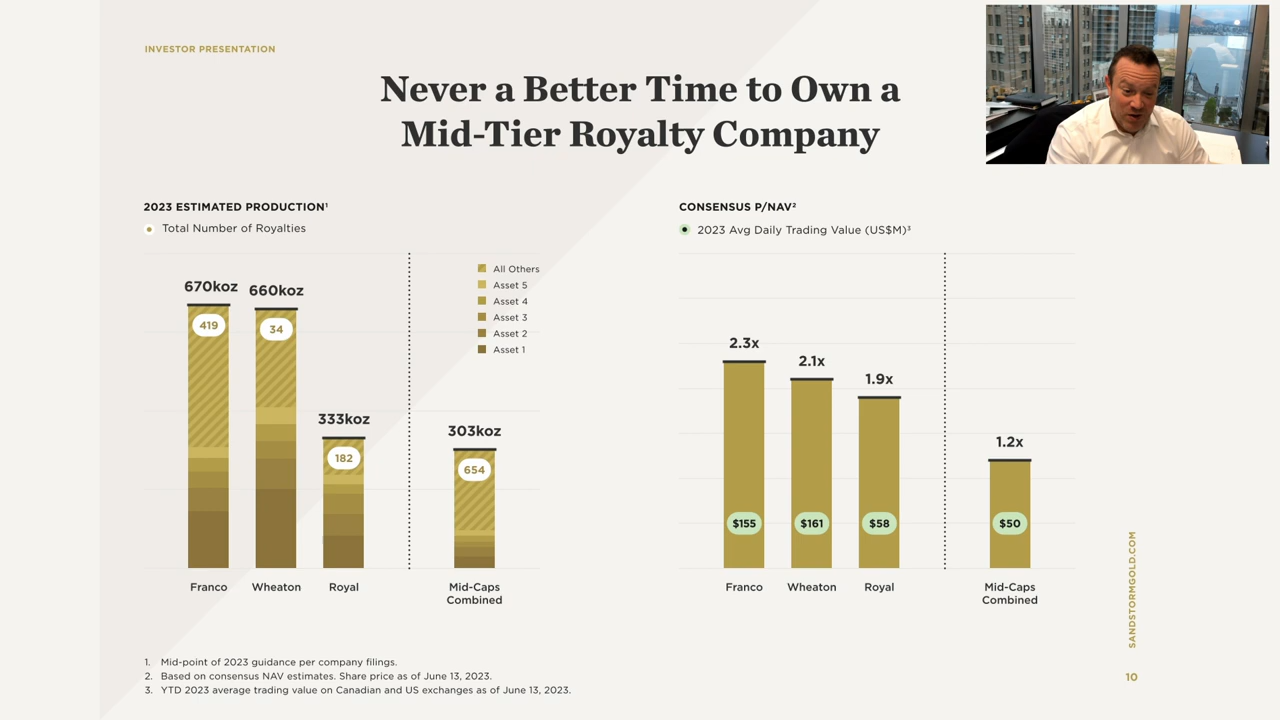 INVESTOR PRESENTATION
Never a Better Time to Own a
Mid-Tier Royalty Company
2023 ESTIMATED PRODUCTION¹
Total Number of Royalties
All Others
Asset 5
Asset 4
Asset 3
Asset 2
Asset 1
670koz
660koz
333koz
303koz
419
34
182
654
Franco
Wheaton
Royal
Mid-Caps
Combined
CONSENSUS P/NAV²
2023 Avg Daily Trading Value (US$M)³
2.3x
2.1x
1.9x
1.2x
$155
$161
$58
$50
Franco
Wheaton
Royal
Mid-Caps
Combined
1. Mid-point of 2023 guidance per company filings.
2. Based on consensus NAV estimates. Share price as of June 13, 2023.
3. YTD 2023 average trading value on Canadian and US exchanges as of June 13, 2023.
SANDSTORMGOLD.COM
10